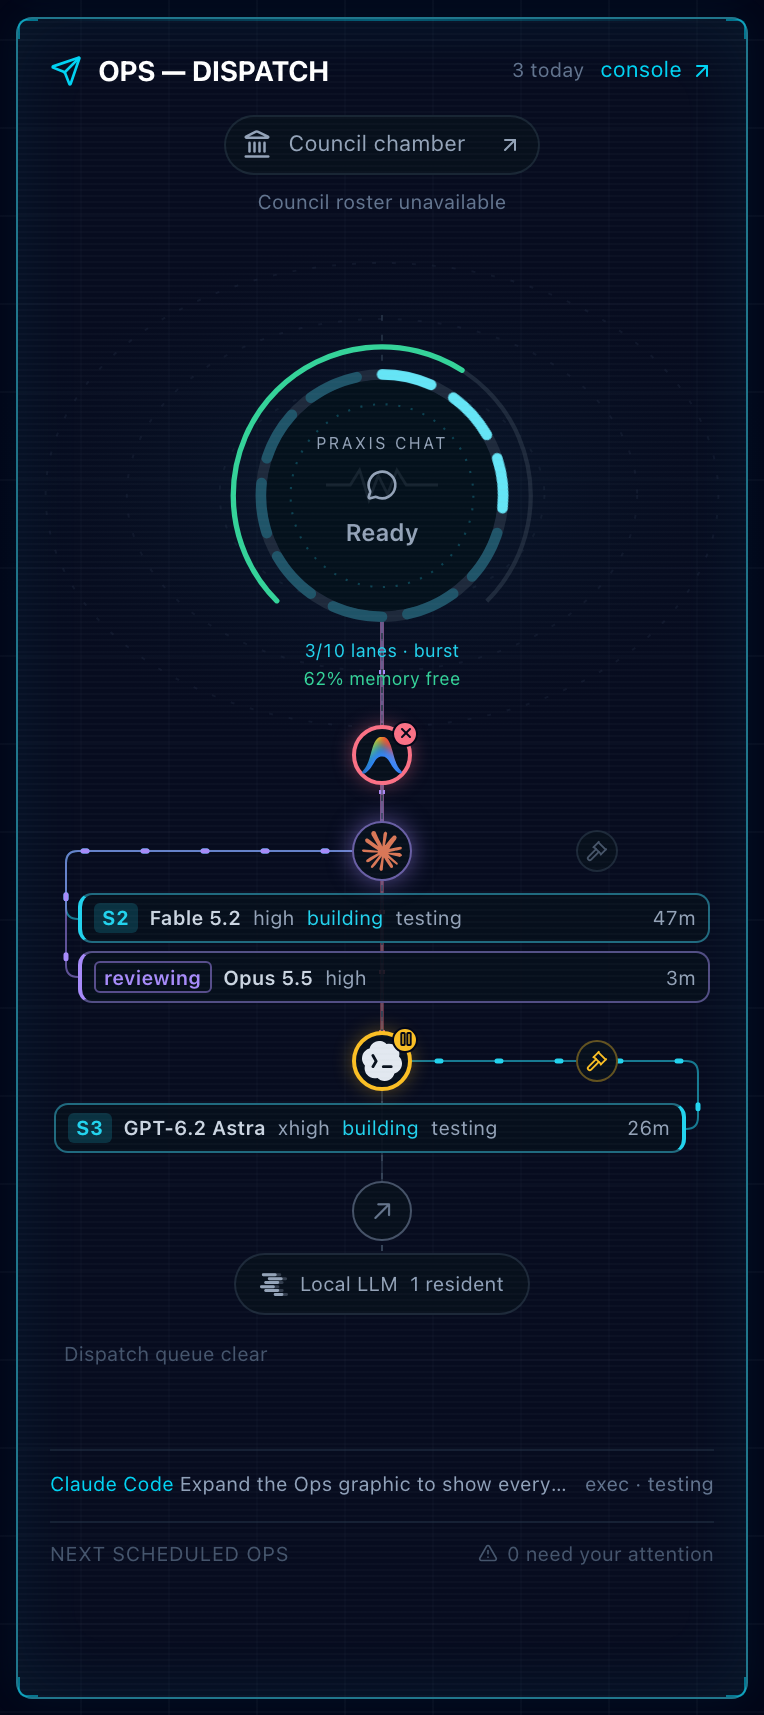 OPS — DISPATCH 3 today console
Council chamber
Council roster unavailable
PRAXIS CHAT
Ready
3/10 lanes · burst
62% memory free
S2 Fable 5.2 high building testing 47m
reviewing Opus 5.5 high 3m
S3 GPT-6.2 Astra xhigh building testing 26m
Local LLM 1 resident
Dispatch queue clear
Claude Code Expand the Ops graphic to show every... exec · testing
NEXT SCHEDULED OPS 0 need your attention